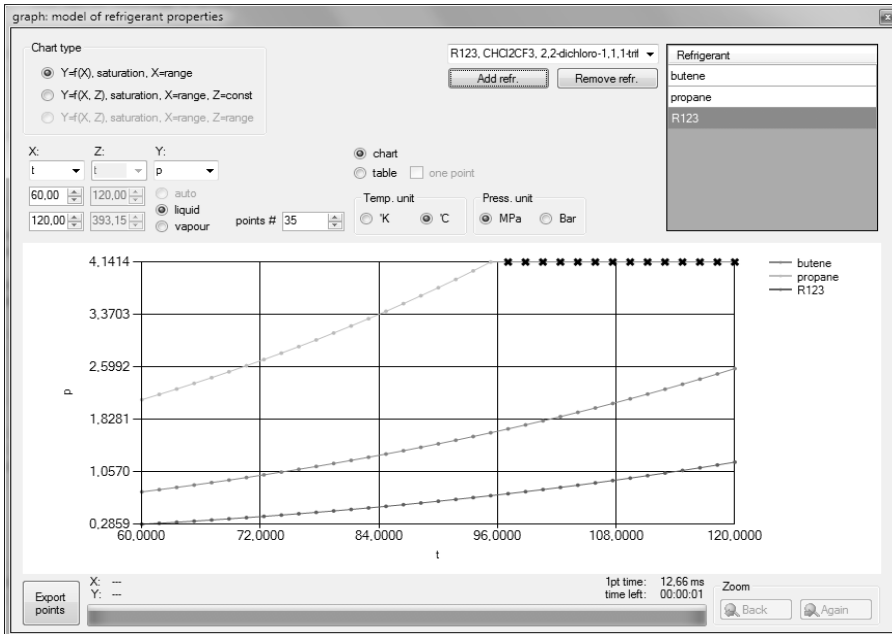 graph: model of refrigerant properties
Chart type
Y=f(X), saturation, X=range
Y=f(X, Z), saturation, X=range, Z=const
Y=f(X, Z), saturation, X=range, Z=range
R123, CHCl2CF3, 2,2-dichloro-1,1,1-trif
Add refr.
Remove refr.
Refrigerant
butene
propane
R123
X:
Z:
Y:
t
t
p
60,00
120,00
auto
liquid
120,00
393,15
vapour
points #
35
chart
table
one point
Temp. unit
'K
'C
Press. unit
MPa
Bar
4,1414
3,3703
2,5992
1,8281
1,0570
0,2859
p
60,0000
72,0000
84,0000
96,0000
108,0000
120,0000
t
butene
propane
R123
Export
points
X: ---
Y: ---
1pt time: 12,66 ms
time left: 00:00:01
Zoom
Back
Again